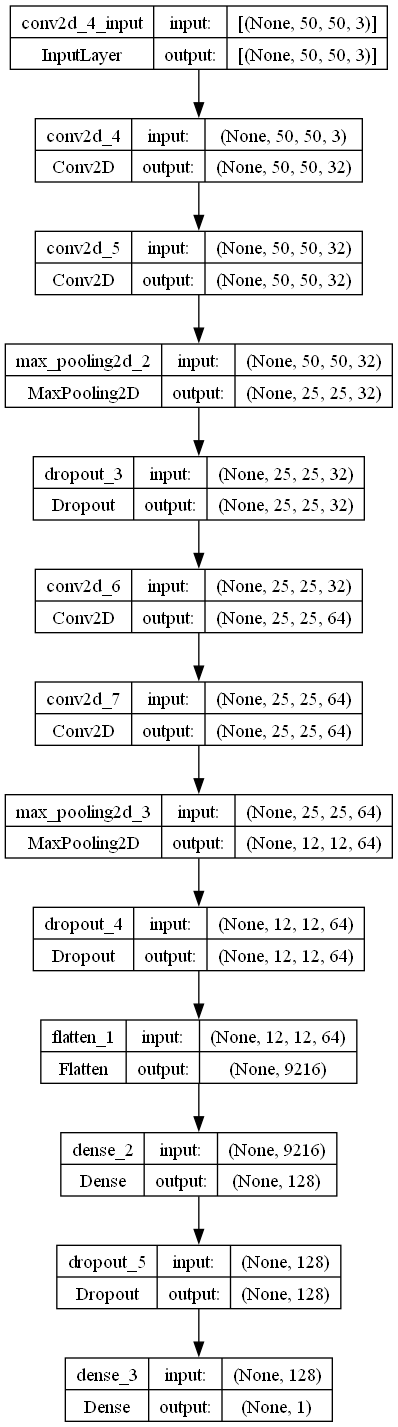 conv2d_4_input input: [(None, 50, 50, 3)]
InputLayer output: [(None, 50, 50, 3)]
conv2d_4 input: (None, 50, 50, 3)
Conv2D output: (None, 50, 50, 32)
conv2d_5 input: (None, 50, 50, 32)
Conv2D output: (None, 50, 50, 32)
max_pooling2d_2 input: (None, 50, 50, 32)
MaxPooling2D output: (None, 25, 25, 32)
dropout_3 input: (None, 25, 25, 32)
Dropout output: (None, 25, 25, 32)
conv2d_6 input: (None, 25, 25, 32)
Conv2D output: (None, 25, 25, 64)
conv2d_7 input: (None, 25, 25, 64)
Conv2D output: (None, 25, 25, 64)
max_pooling2d_3 input: (None, 25, 25, 64)
MaxPooling2D output: (None, 12, 12, 64)
dropout_4 input: (None, 12, 12, 64)
Dropout output: (None, 12, 12, 64)
flatten_1 input: (None, 12, 12, 64)
Flatten output: (None, 9216)
dense_2 input: (None, 9216)
Dense output: (None, 128)
dropout_5 input: (None, 128)
Dropout output: (None, 128)
dense_3 input: (None, 128)
Dense output: (None, 1)